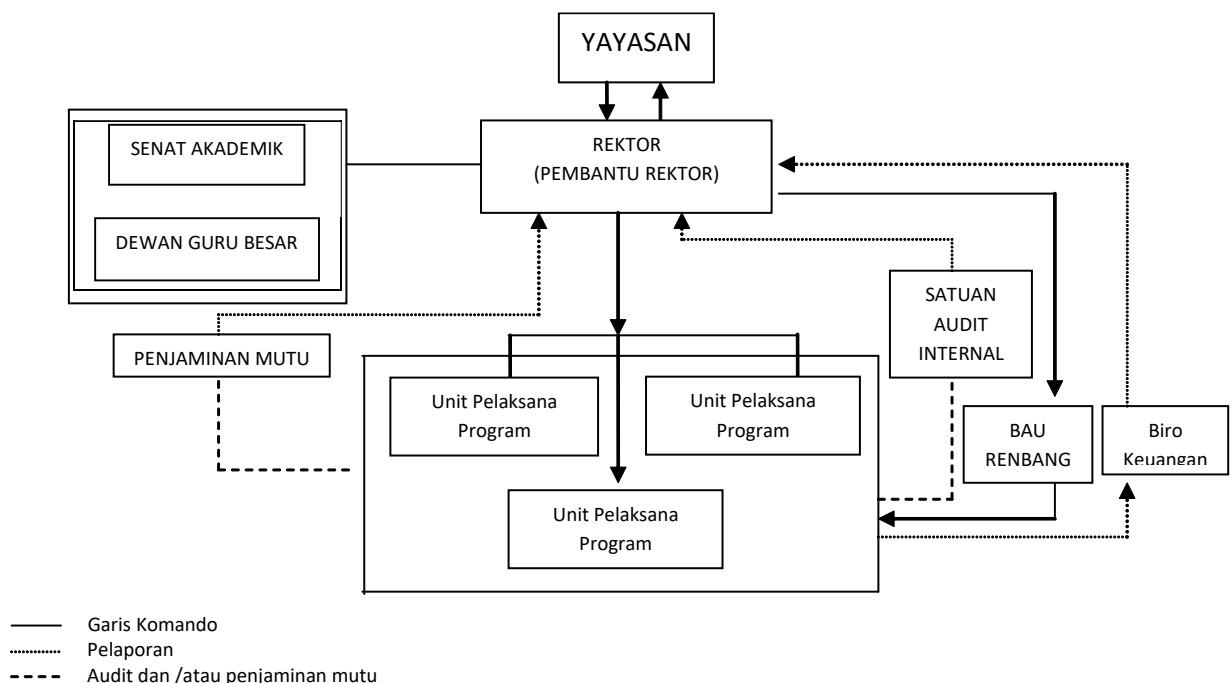 YAYASAN
REKTOR
(PEMBANTU REKTOR)
SENAT AKADEMIK
DEWAN GURU BESAR
PENJAMINAN MUTU
SATUAN
AUDIT
INTERNAL
Unit Pelaksana
Program
Unit Pelaksana
Program
Unit Pelaksana
Program
BAU
RENBANG
Biro
Keuangan
Garis Komando
Pelaporan
Audit dan /atau penjaminan mutu